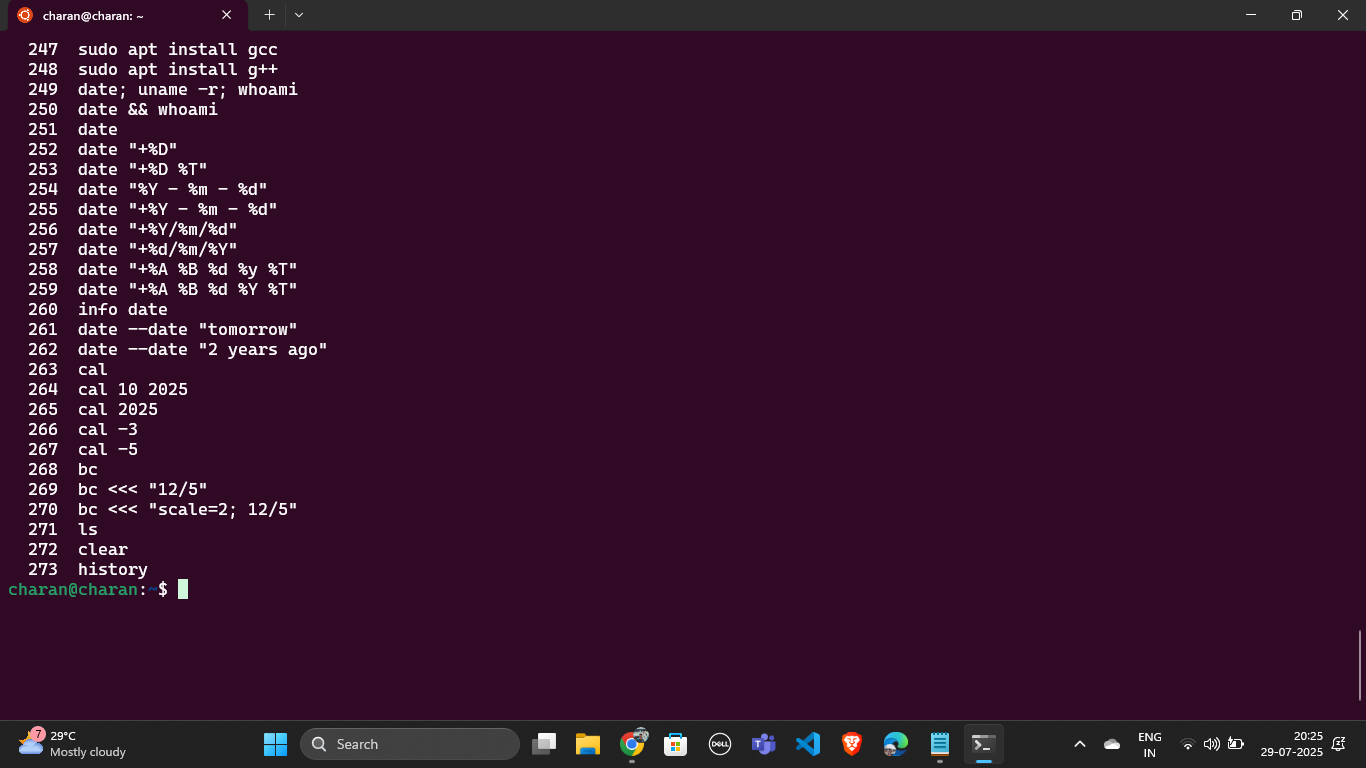 charan@charan: ~
247 sudo apt install gcc
248 sudo apt install g++
249 date; uname -r; whoami
250 date && whoami
251 date
252 date "+%D"
253 date "+%D %T"
254 date "%Y - %m - %d"
255 date "+%Y - %m - %d"
256 date "+%Y/%m/%d"
257 date "+%d/%m/%Y"
258 date "+%A %B %d %y %T"
259 date "+%A %B %d %Y %T"
260 info date
261 date --date "tomorrow"
262 date --date "2 years ago"
263 cal
264 cal 10 2025
265 cal 2025
266 cal -3
267 cal -5
268 bc
269 bc <<< "12/5"
270 bc <<< "scale=2; 12/5"
271 ls
272 clear
273 history
charan@charan:~$
7
29°C
Mostly cloudy
Search
DELL
ENG
IN
20:25
29-07-2025